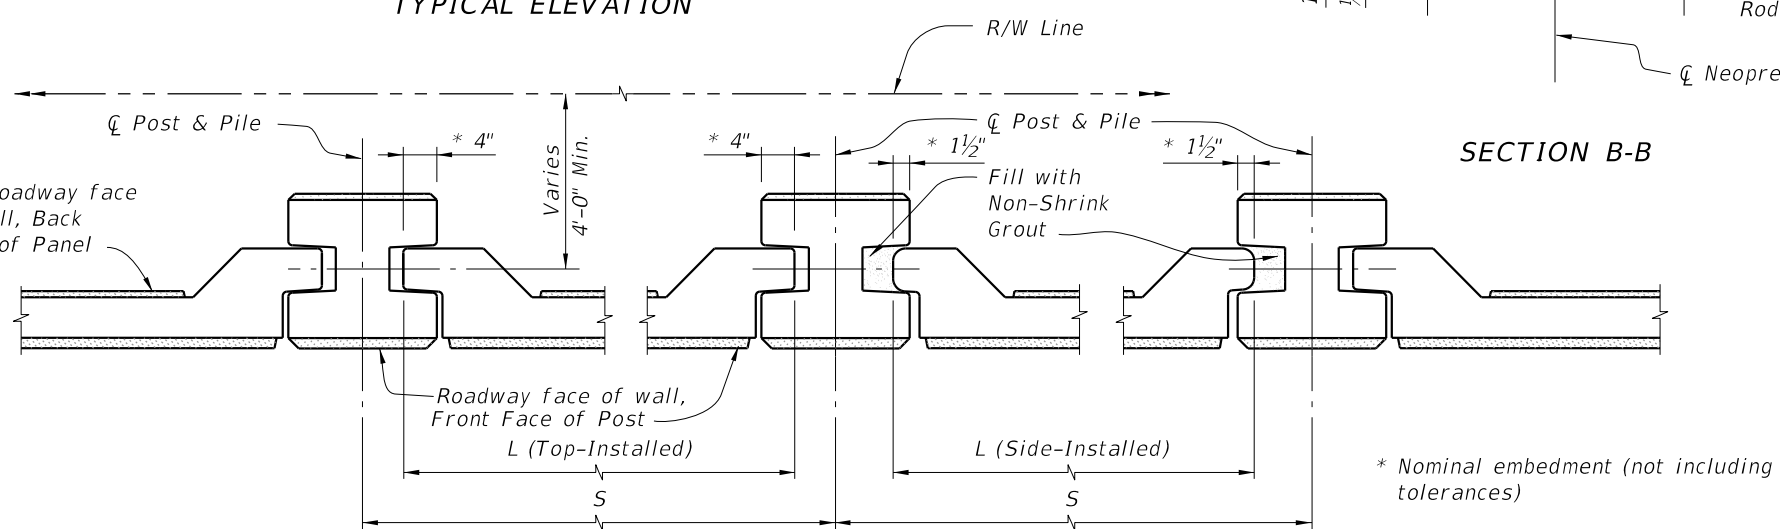 TYPICAL ELEVATION
R/W Line
Rod
℄ Neopre
℄ Post & Pile
* 4"
Varies
4'-0" Min.
* 4"
℄ Post & Pile
* 1½"
* 1½"
SECTION B-B
Fill with
Non-Shrink
Grout
oadway face
ll, Back
of Panel
Roadway face of wall,
Front Face of Post
L (Top-Installed)
L (Side-Installed)
S
S
* Nominal embedment (not including
tolerances)